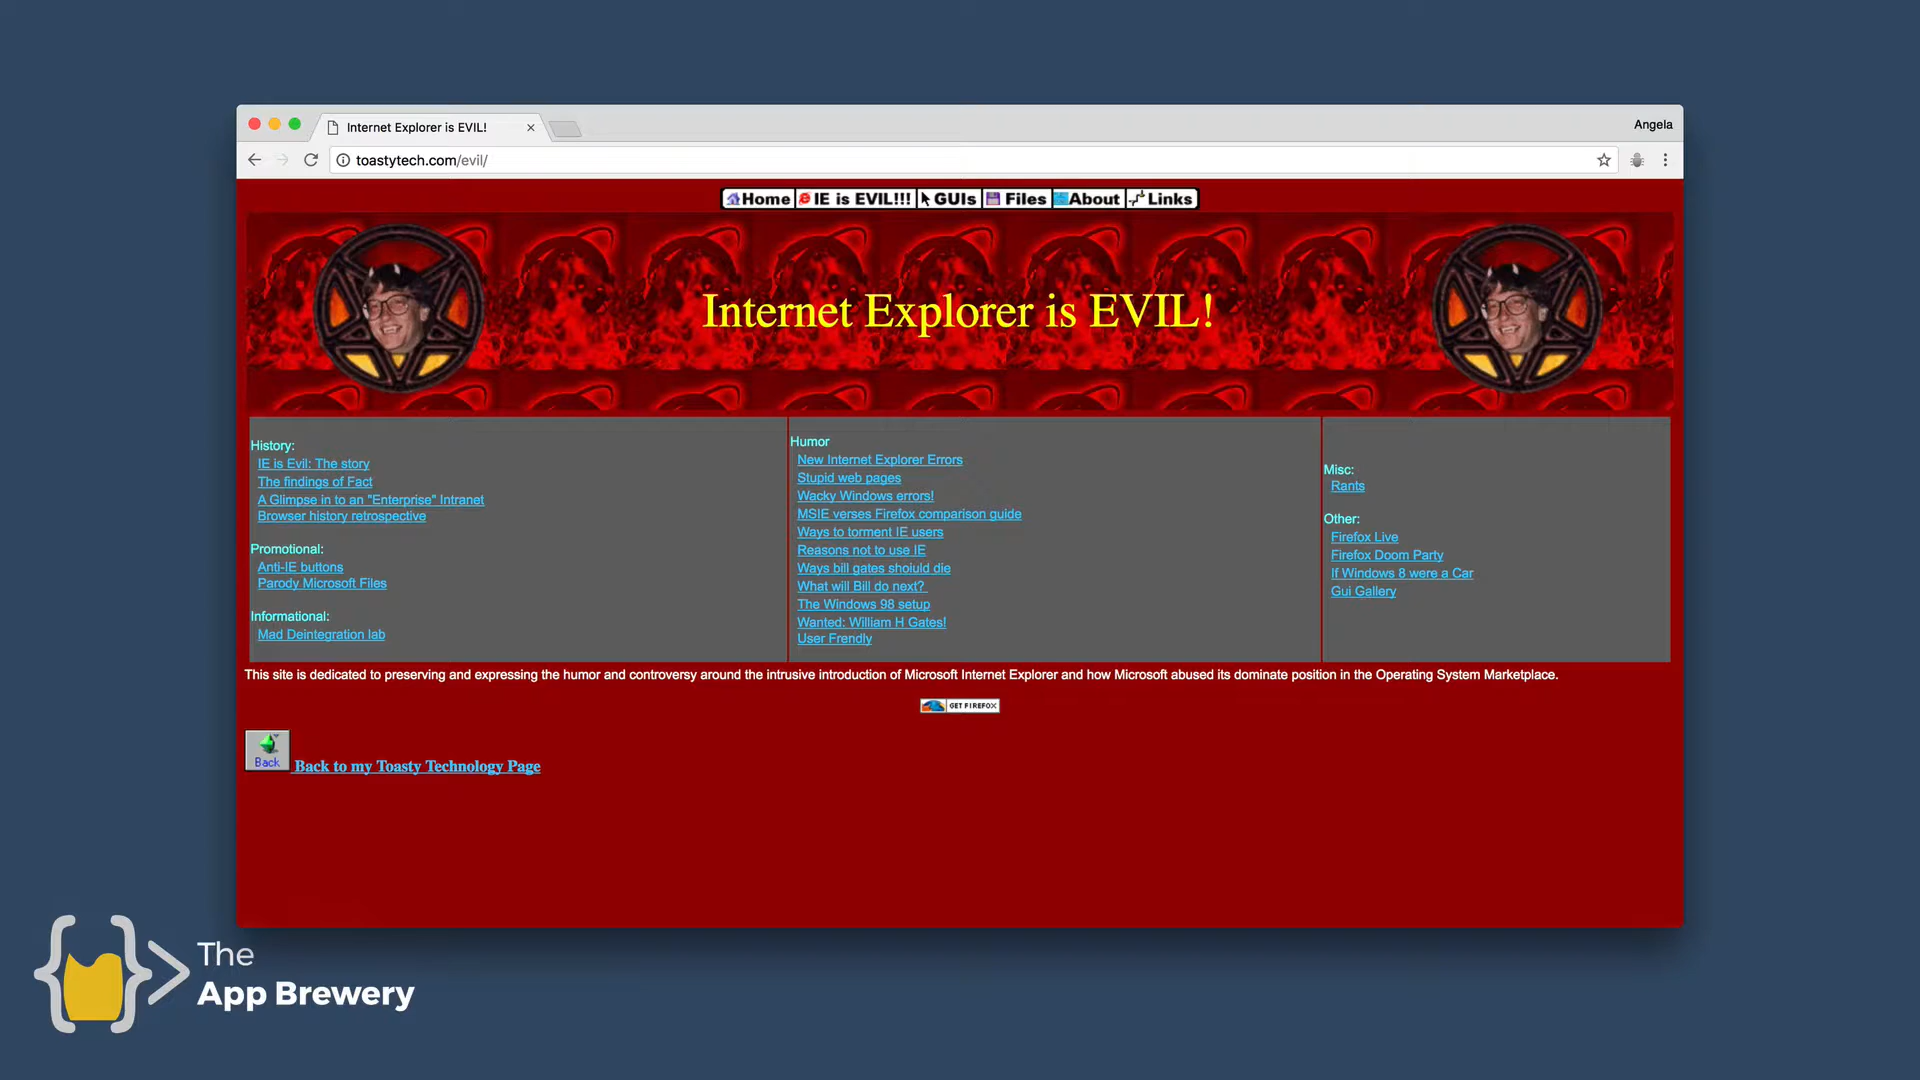 Internet Explorer is EVIL!
Angela
toastytech.com/evil/
Home IE is EVIL!!! GUIs Files About Links
Internet Explorer is EVIL!
History:
IE is Evil: The story
The findings of Fact
A Glimpse in to an "Enterprise" Intranet
Browser history retrospective
Promotional:
Anti-IE buttons
Parody Microsoft Files
Informational:
Mad Deintegration lab
Humor
New Internet Explorer Errors
Stupid web pages
Wacky Windows errors!
MSIE verses Firefox comparison guide
Ways to torment IE users
Reasons not to use IE
Ways bill gates shoiuld die
What will Bill do next?
The Windows 98 setup
Wanted: William H Gates!
User Frendly
Misc:
Rants
Other:
Firefox Live
Firefox Doom Party
If Windows 8 were a Car
Gui Gallery
This site is dedicated to preserving and expressing the humor and controversy around the intrusive introduction of Microsoft Internet Explorer and how Microsoft abused its dominate position in the Operating System Marketplace.
GET FIREFOX
Back
Back to my Toasty Technology Page
The
App Brewery